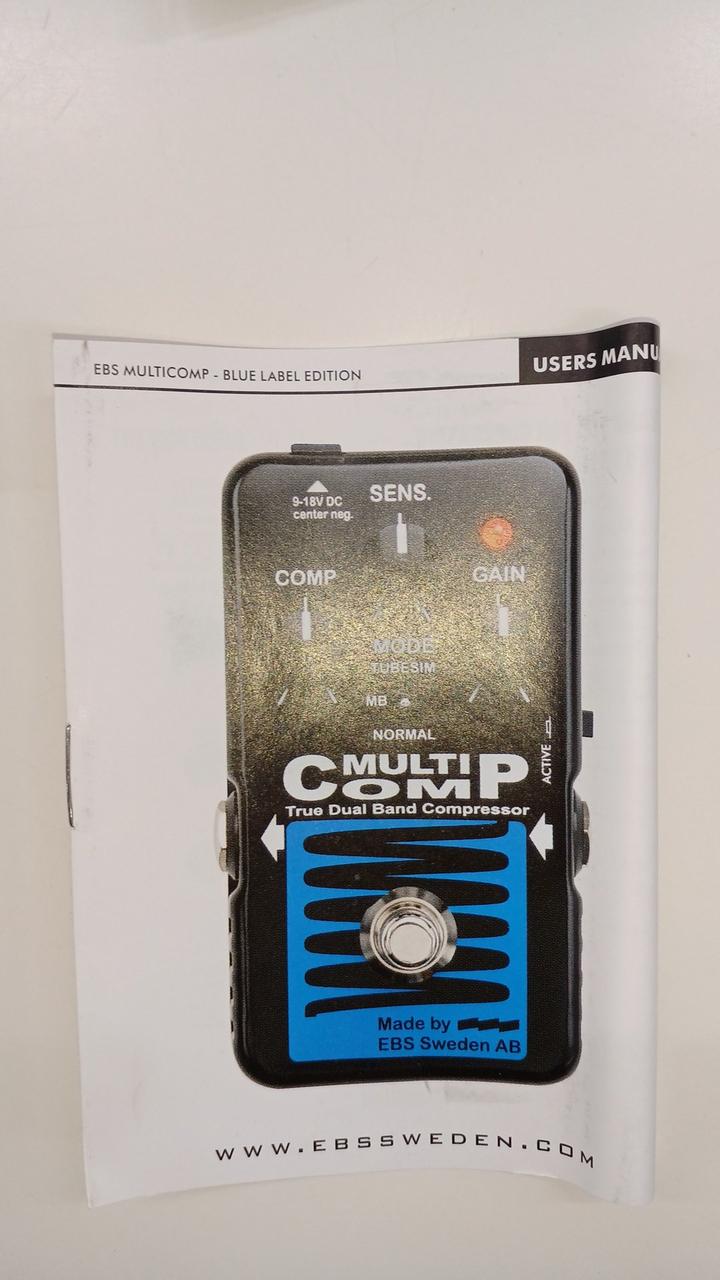 EBS MULTICOMP - BLUE LABEL EDITION
USERS MANU
9-18V DC
center neg.
SENS.
COMP
GAIN
MODE
TUBESIM
MB
NORMAL
ACTIVE
MULTI
COMP
True Dual Band Compressor
Made by
EBS Sweden AB
WWW.EBSSWEDEN.COM